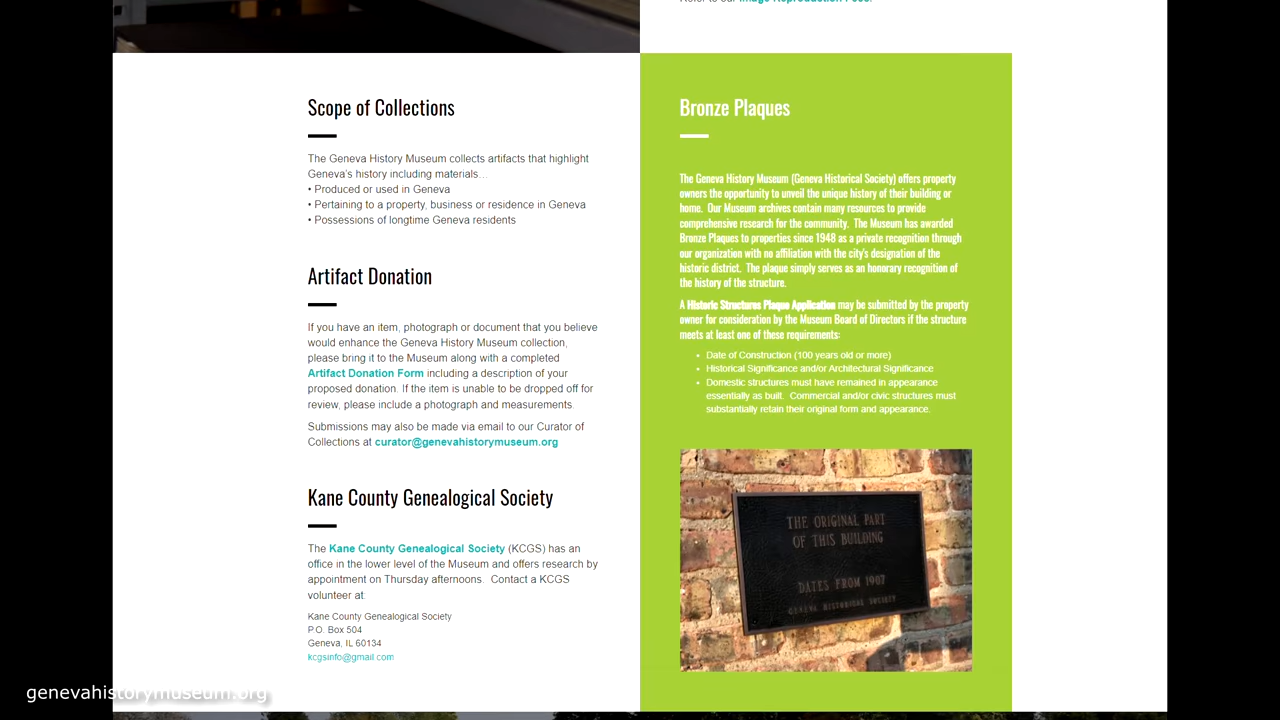 Refer to our Image Reproduction Fees.
Scope of Collections
The Geneva History Museum collects artifacts that highlight
Geneva's history including materials…
• Produced or used in Geneva
• Pertaining to a property, business or residence in Geneva
• Possessions of longtime Geneva residents
Artifact Donation
If you have an item, photograph or document that you believe
would enhance the Geneva History Museum collection,
please bring it to the Museum along with a completed
Artifact Donation Form including a description of your
proposed donation. If the item is unable to be dropped off for
review, please include a photograph and measurements.
Submissions may also be made via email to our Curator of
Collections at curator@genevahistorymuseum.org
Kane County Genealogical Society
The Kane County Genealogical Society (KCGS) has an
office in the lower level of the Museum and offers research by
appointment on Thursday afternoons. Contact a KCGS
volunteer at:
Kane County Genealogical Society
P.O. Box 504
Geneva, IL 60134
kcgsinfo@gmail.com
Bronze Plaques
The Geneva History Museum (Geneva Historical Society) offers property
owners the opportunity to unveil the unique history of their building or
home. Our Museum archives contain many resources to provide
comprehensive research for the community. The Museum has awarded
Bronze Plaques to properties since 1948 as a private recognition through
our organization with no affiliation with the city's designation of the
historic district. The plaque simply serves as an honorary recognition of
the history of the structure.
A Historic Structures Plaque Application may be submitted by the property
owner for consideration by the Museum Board of Directors if the structure
meets at least one of these requirements:
• Date of Construction (100 years old or more)
• Historical Significance and/or Architectural Significance
• Domestic structures must have remained in appearance
essentially as built. Commercial and/or civic structures must
substantially retain their original form and appearance.
THE ORIGINAL PART
OF THIS BUILDING
DATES FROM 1907
GENEVA HISTORICAL SOCIETY
genevahistorymuseum.org